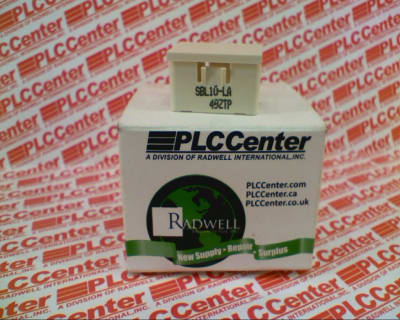 SBL10-LA
49ZTP
PLCCenter
A DIVISION OF RADWELL INTERNATIONAL, INC.
PLCCenter.com
PLCCenter.ca
PLCCenter.co.uk
RADWELL
New Supply • Repair • Surplus